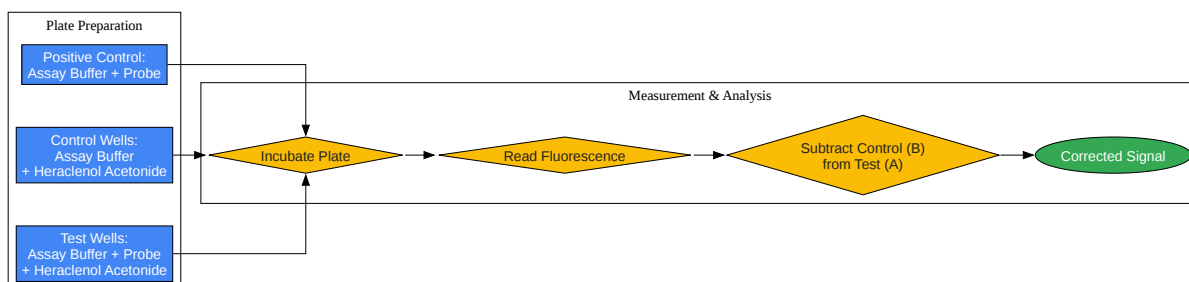 Plate Preparation
Positive Control:
Assay Buffer + Probe
Measurement & Analysis
Control Wells:
Assay Buffer
+ Heraclenol Acetonide
Incubate Plate
Read Fluorescence
Subtract Control (B)
from Test (A)
Corrected Signal
Test Wells:
Assay Buffer + Probe
+ Heraclenol Acetonide